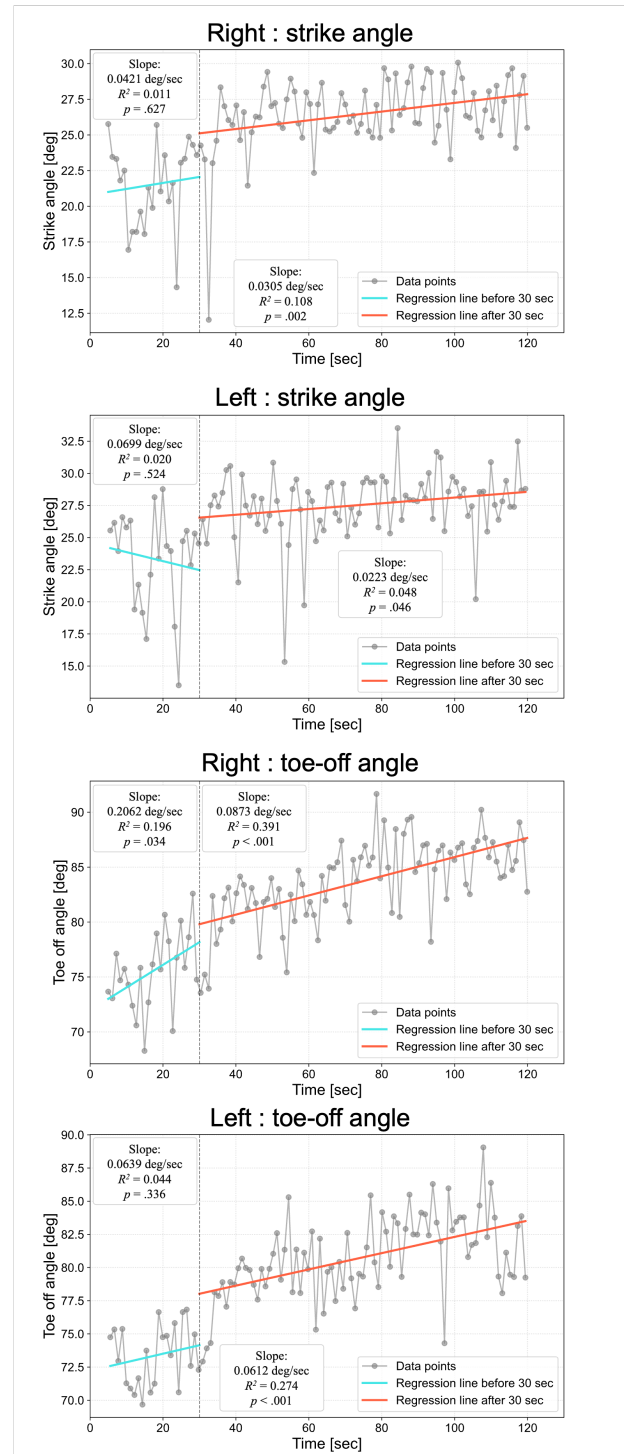 Right : strike angle
Slope:
0.0421 deg/sec
R² = 0.011
p = .627
30.0
27.5
25.0
22.5
20.0
17.5
15.0
12.5
Strike angle [deg]
Slope:
0.0305 deg/sec
R² = 0.108
p = .002
Data points
Regression line before 30 sec
Regression line after 30 sec
0 20 40 60 80 100 120
Time [sec]
Left : strike angle
Slope:
0.0699 deg/sec
R² = 0.020
p = .524
32.5
30.0
27.5
25.0
22.5
20.0
17.5
15.0
Strike angle [deg]
Slope:
0.0223 deg/sec
R² = 0.048
p = .046
Data points
Regression line before 30 sec
Regression line after 30 sec
0 20 40 60 80 100 120
Time [sec]
Right : toe-off angle
Slope:
0.2062 deg/sec
R² = 0.196
p = .034
Slope:
0.0873 deg/sec
R² = 0.391
p < .001
90
85
80
75
70
Toe off angle [deg]
Data points
Regression line before 30 sec
Regression line after 30 sec
0 20 40 60 80 100 120
Time [sec]
Left : toe-off angle
Slope:
0.0639 deg/sec
R² = 0.044
p = .336
90.0
87.5
85.0
82.5
80.0
77.5
75.0
72.5
70.0
Toe off angle [deg]
Slope:
0.0612 deg/sec
R² = 0.274
p < .001
Data points
Regression line before 30 sec
Regression line after 30 sec
0 20 40 60 80 100 120
Time [sec]